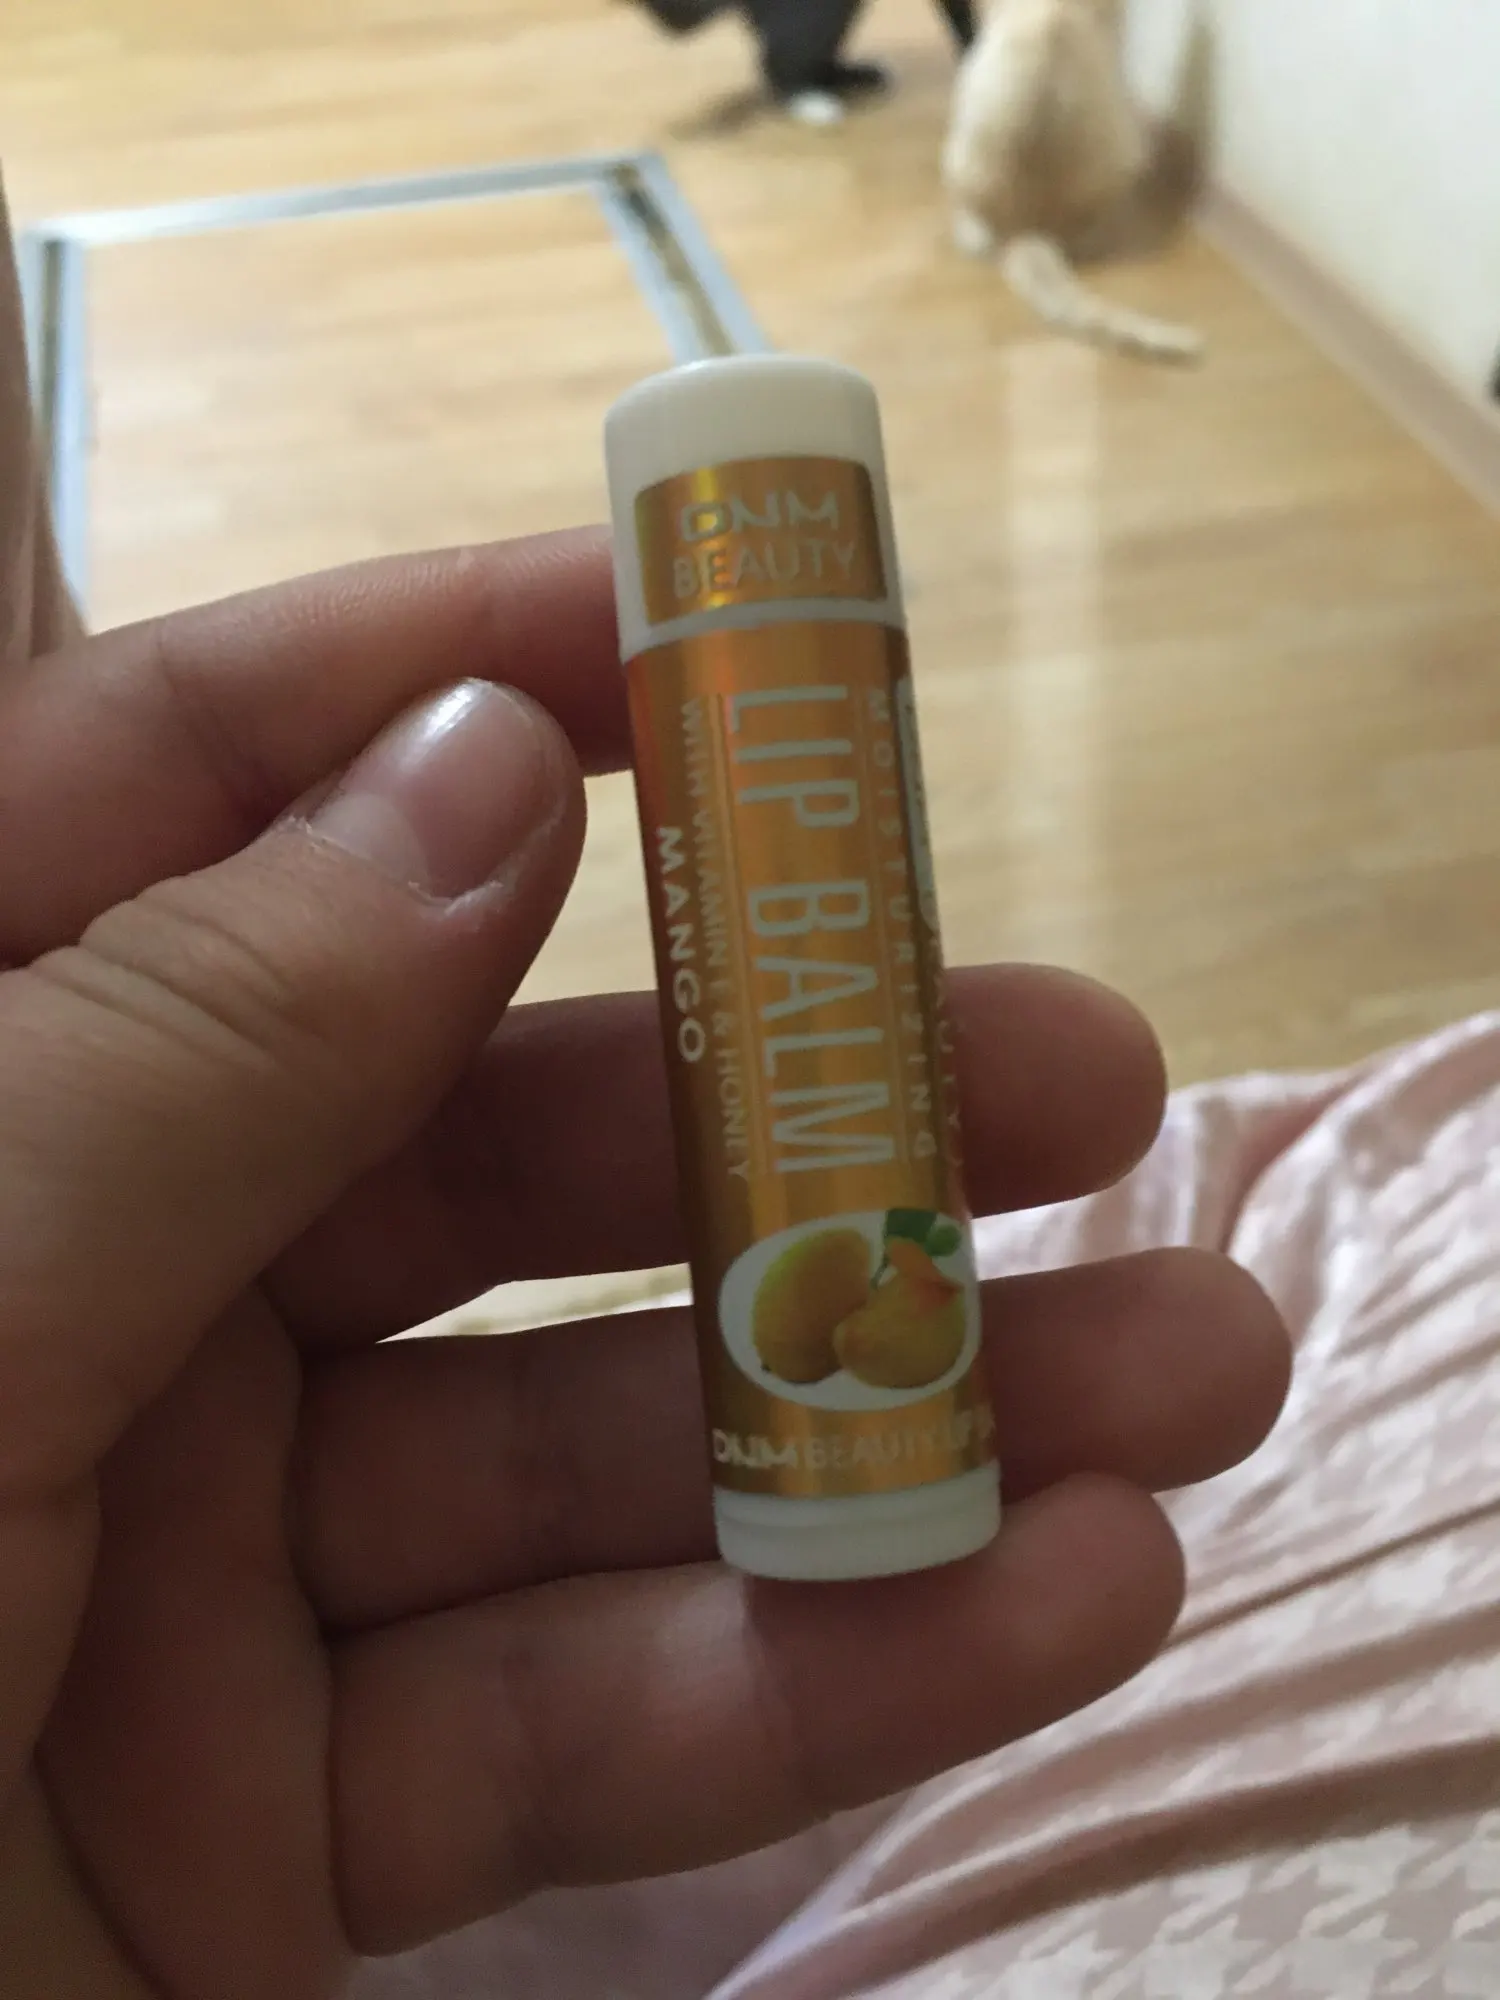 DNM
BEAUTY
MOISTURIZING
LIP BALM
WITH VITAMIN E & HONEY
MANGO
DNM BEAUTY